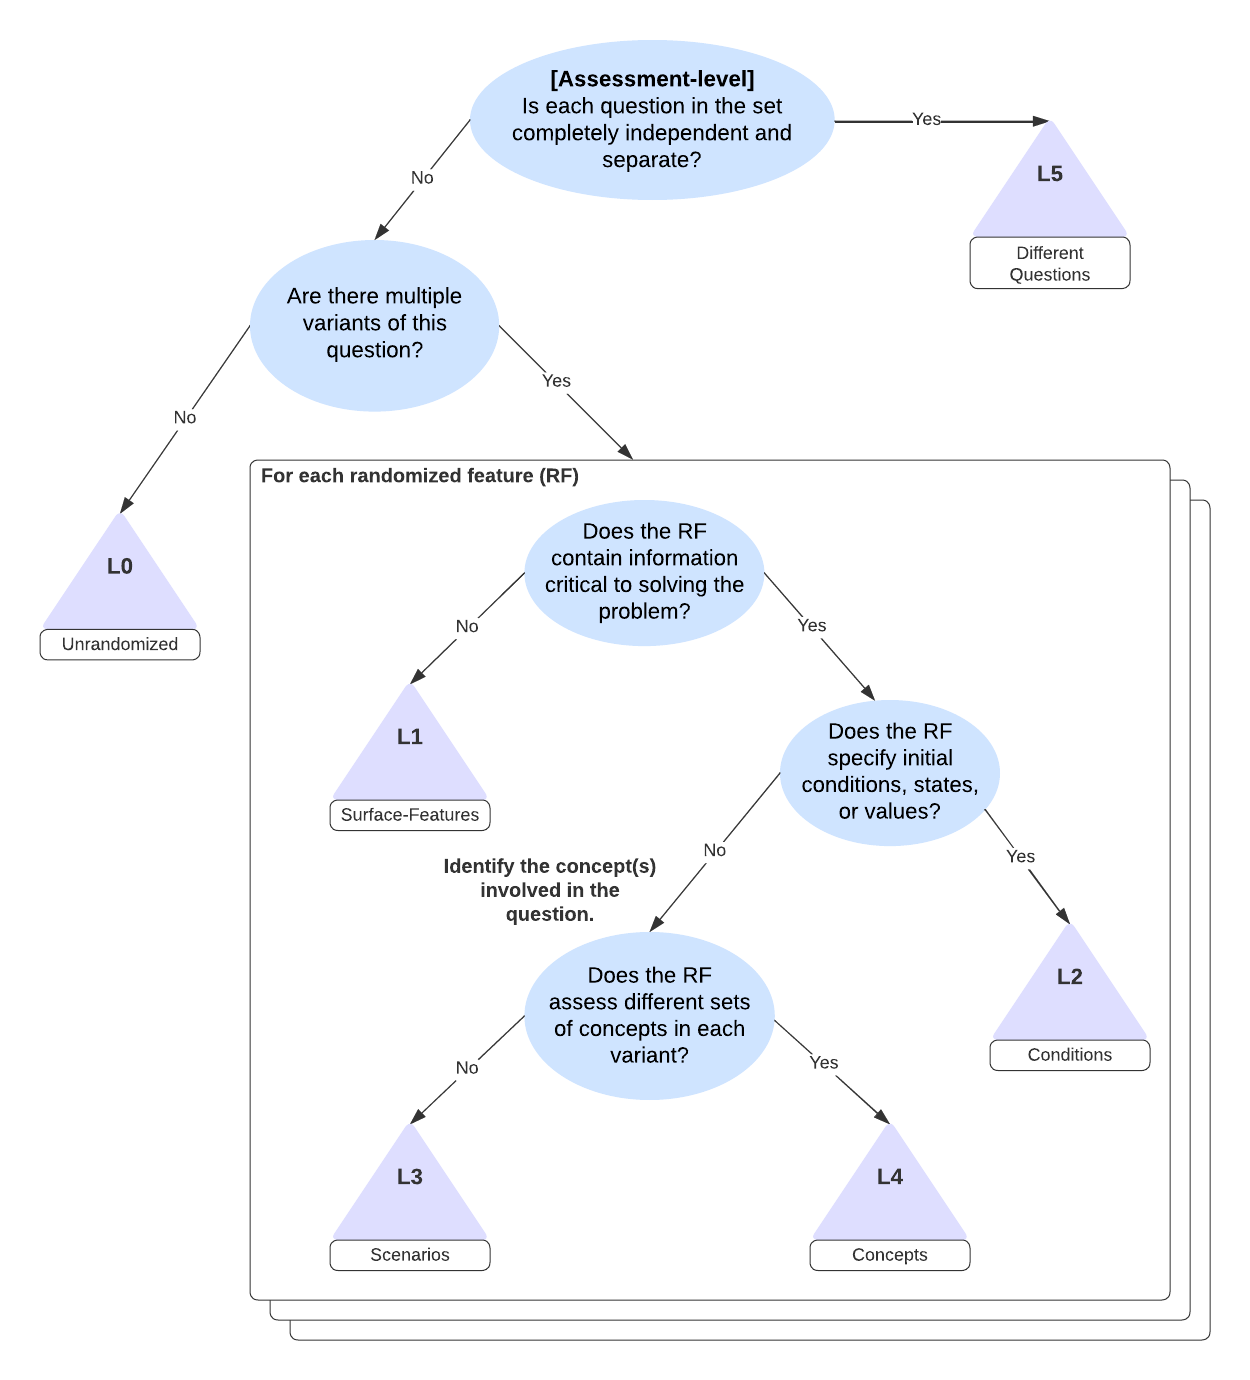 [Assessment-level]
Is each question in the set
completely independent and
separate?
Yes
No
L5
Different
Questions
Are there multiple
variants of this
question?
No
Yes
L0
Unrandomized
For each randomized feature (RF)
Does the RF
contain information
critical to solving the
problem?
No
Yes
L1
Surface-Features
Does the RF
specify initial
conditions, states,
or values?
No
Yes
Identify the concept(s)
involved in the
question.
L2
Conditions
Does the RF
assess different sets
of concepts in each
variant?
No
Yes
L3
Scenarios
L4
Concepts